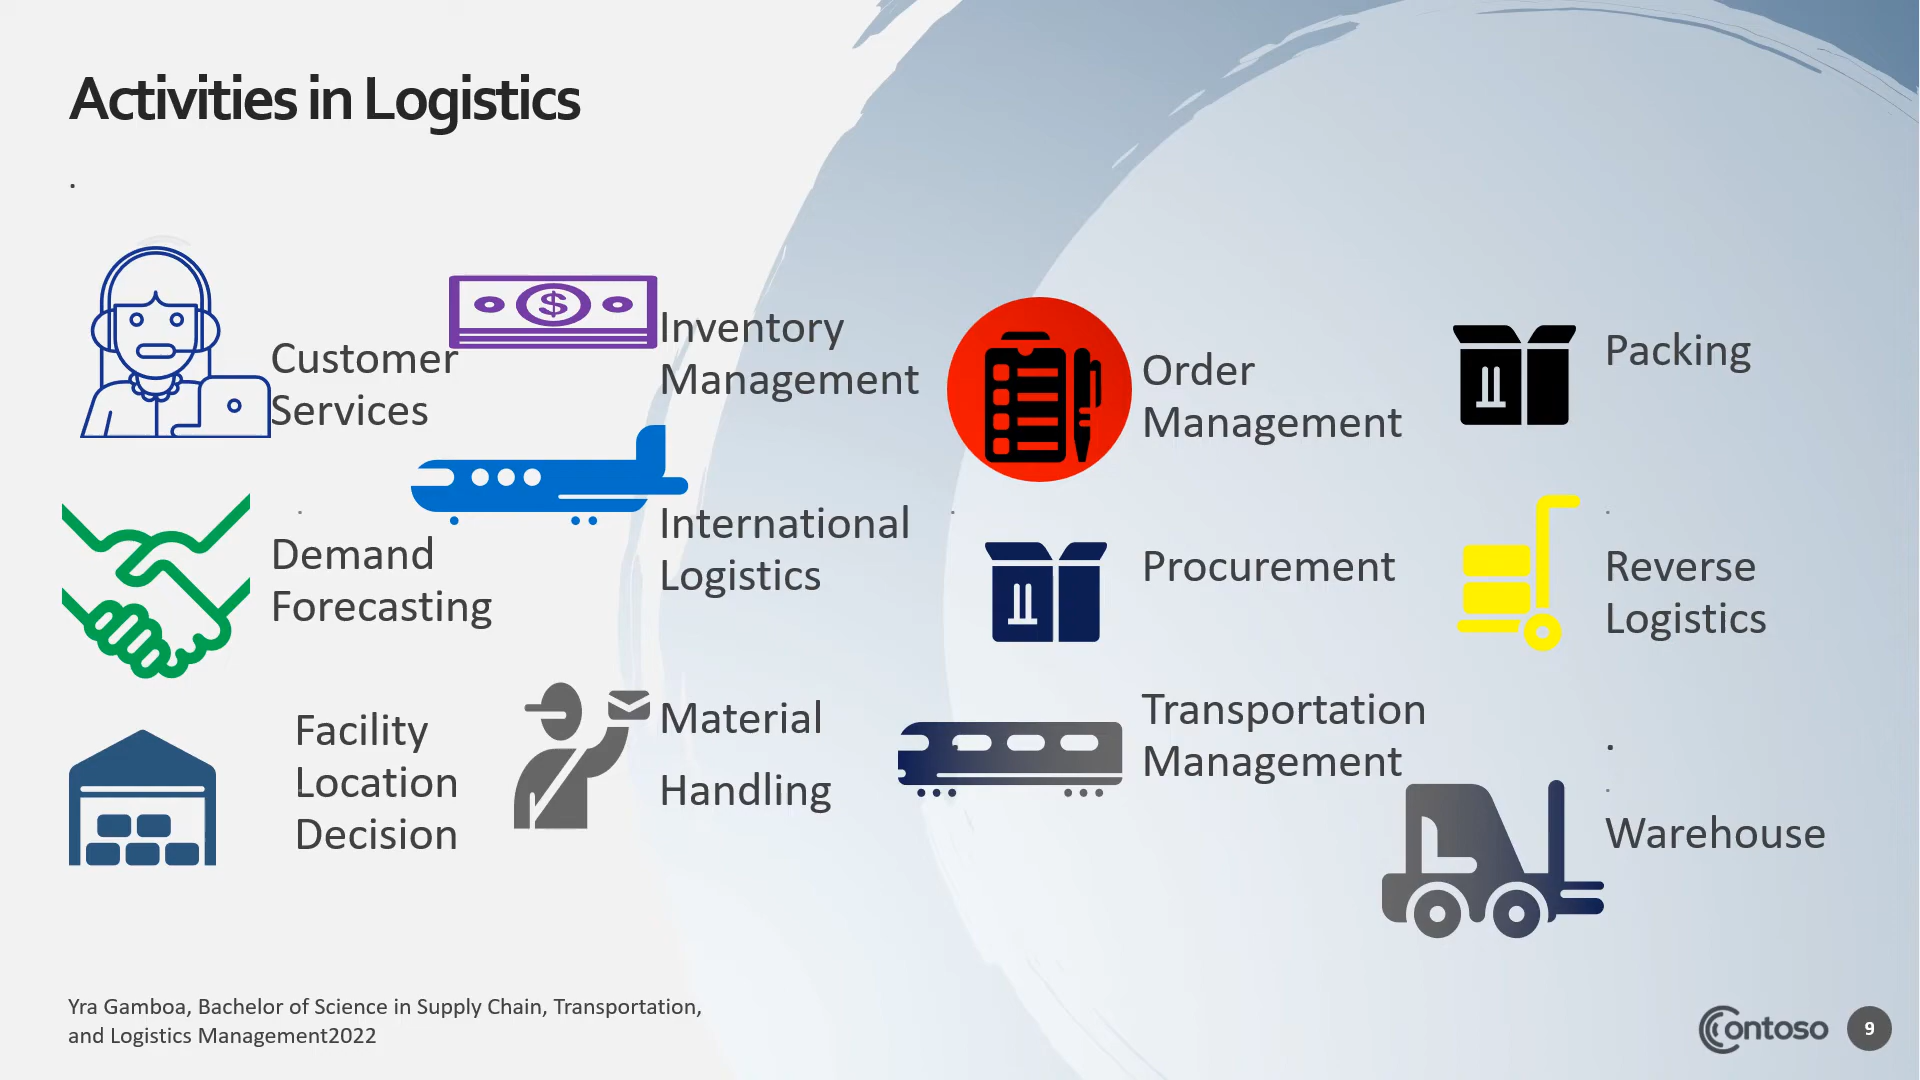 Activities in Logistics
Customer
Services
Inventory
Management
Order
Management
Packing
Demand
Forecasting
International
Logistics
Procurement
Reverse
Logistics
Facility
Location
Decision
Material
Handling
Transportation
Management
Warehouse
Yra Gamboa, Bachelor of Science in Supply Chain, Transportation,
and Logistics Management2022
Contoso
9